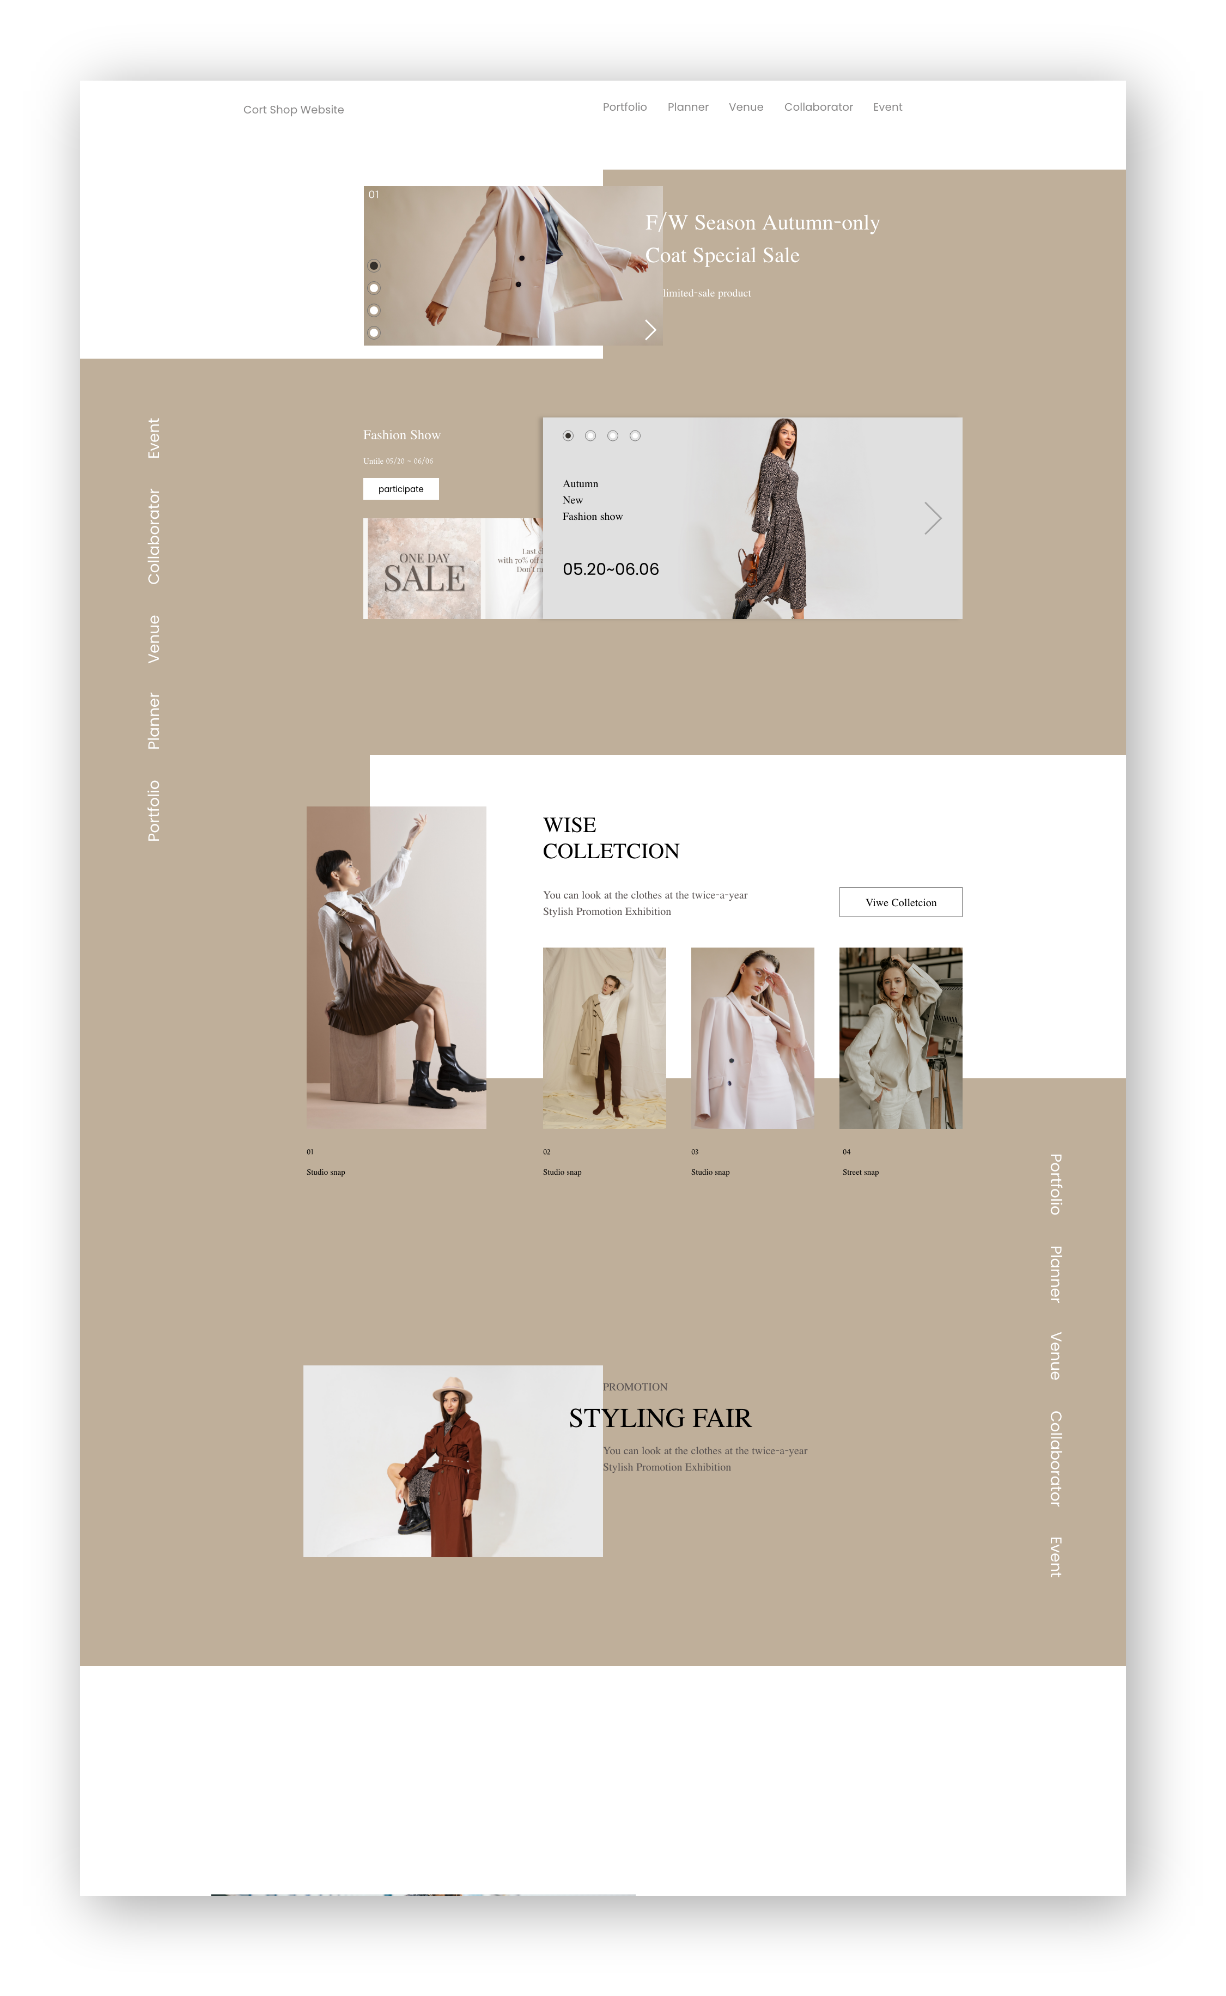 Cort Shop Website
Portfolio Planner Venue Collaborator Event
01
F/W Season Autumn-only
Coat Special Sale
limited-sale product
Event
Collaborator
Venue
Planner
Portfolio
Fashion Show
Untile 05/20 ~ 06/06
participate
ONE DAY
SALE
Last
with 70% off
Don't
Autumn
New
Fashion show
05.20~06.06
WISE
COLLETCION
You can look at the clothes at the twice-a-year
Stylish Promotion Exhibition
Viwe Colletcion
01
Studio snap
02
Studio snap
03
Studio snap
04
Street snap
Portfolio
Planner
Venue
Collaborator
Event
PROMOTION
STYLING FAIR
You can look at the clothes at the twice-a-year
Stylish Promotion Exhibition